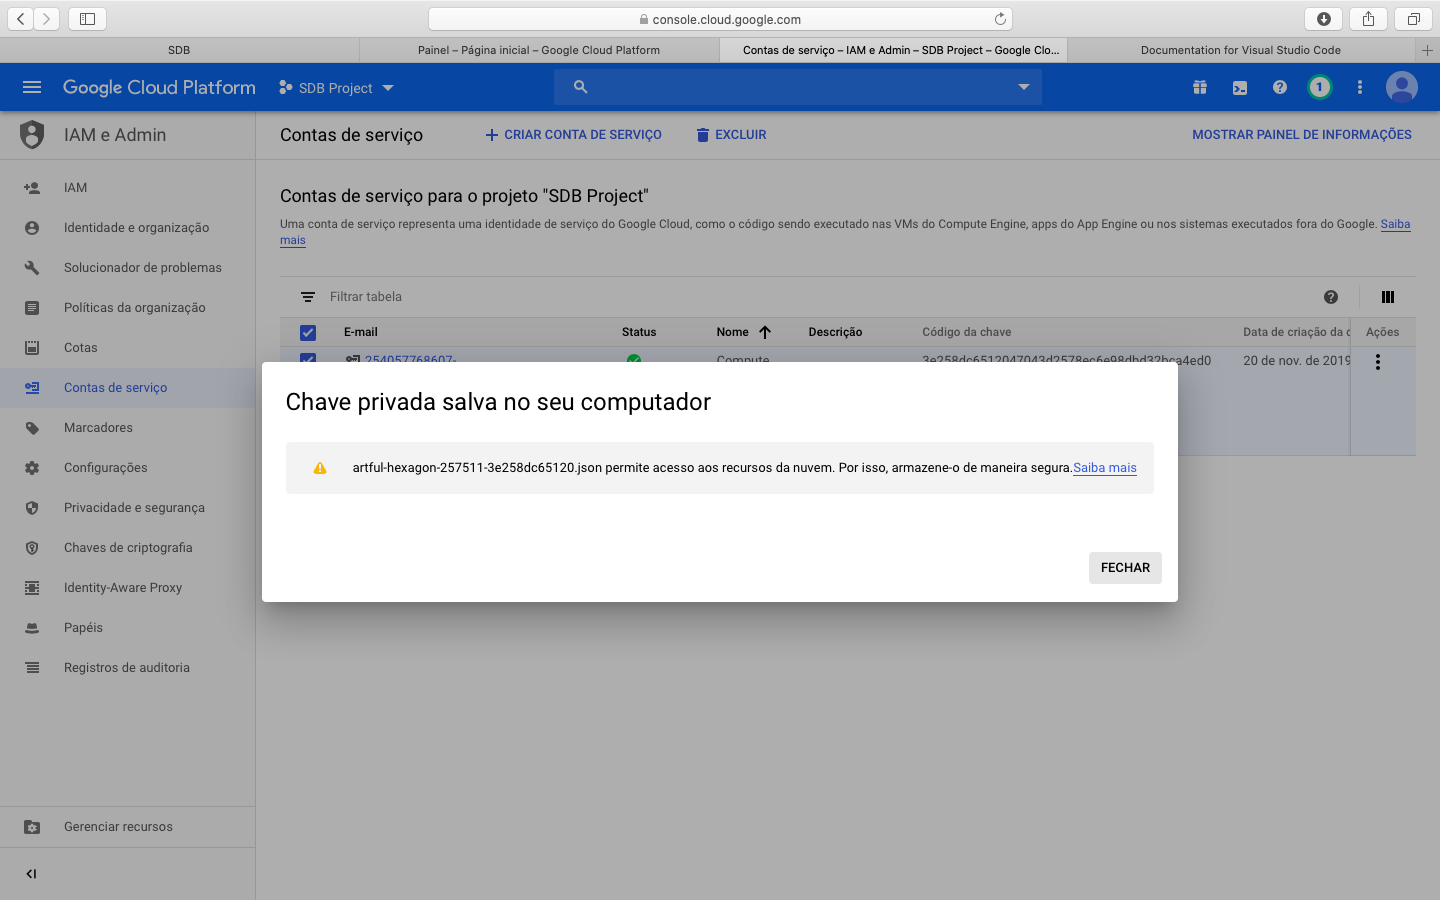 console.cloud.google.com
SDB
Painel – Página inicial – Google Cloud Platform
Contas de serviço – IAM e Admin – SDB Project – Google Clo...
Documentation for Visual Studio Code
Google Cloud Platform
SDB Project
1
IAM e Admin
Contas de serviço
CRIAR CONTA DE SERVIÇO
EXCLUIR
MOSTRAR PAINEL DE INFORMAÇÕES
IAM
Identidade e organização
Solucionador de problemas
Políticas da organização
Cotas
Contas de serviço
Marcadores
Configurações
Privacidade e segurança
Chaves de criptografia
Identity-Aware Proxy
Papéis
Registros de auditoria
Gerenciar recursos
Contas de serviço para o projeto "SDB Project"
Uma conta de serviço representa uma identidade de serviço do Google Cloud, como o código sendo executado nas VMs do Compute Engine, apps do App Engine ou nos sistemas executados fora do Google. Saiba
mais
Filtrar tabela
E-mail Status Nome Descrição Código da chave Data de criação da c Ações
254057768607- Compute 3e258dc6512047043d2578ec6e98dbd32bca4ed0 20 de nov. de 2019
Chave privada salva no seu computador
artful-hexagon-257511-3e258dc65120.json permite acesso aos recursos da nuvem. Por isso, armazene-o de maneira segura.Saiba mais
FECHAR